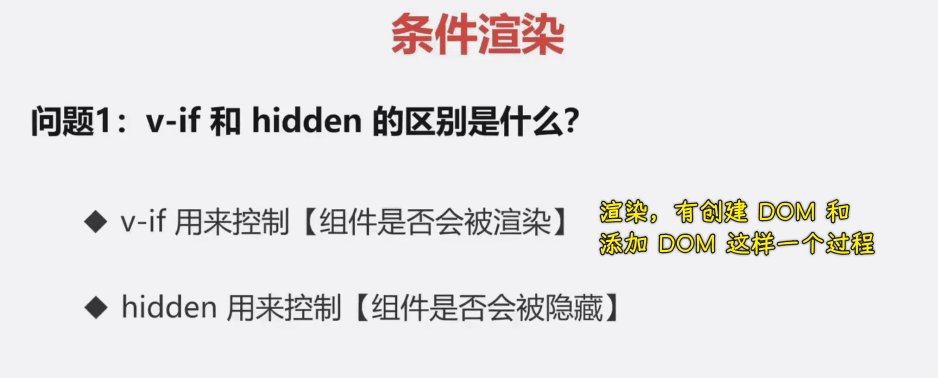 条件渲染
问题1：v-if 和 hidden 的区别是什么？
◆ v-if 用来控制【组件是否会被渲染】
渲染，有创建 DOM 和
添加 DOM 这样一个过程
◆ hidden 用来控制【组件是否会被隐藏】